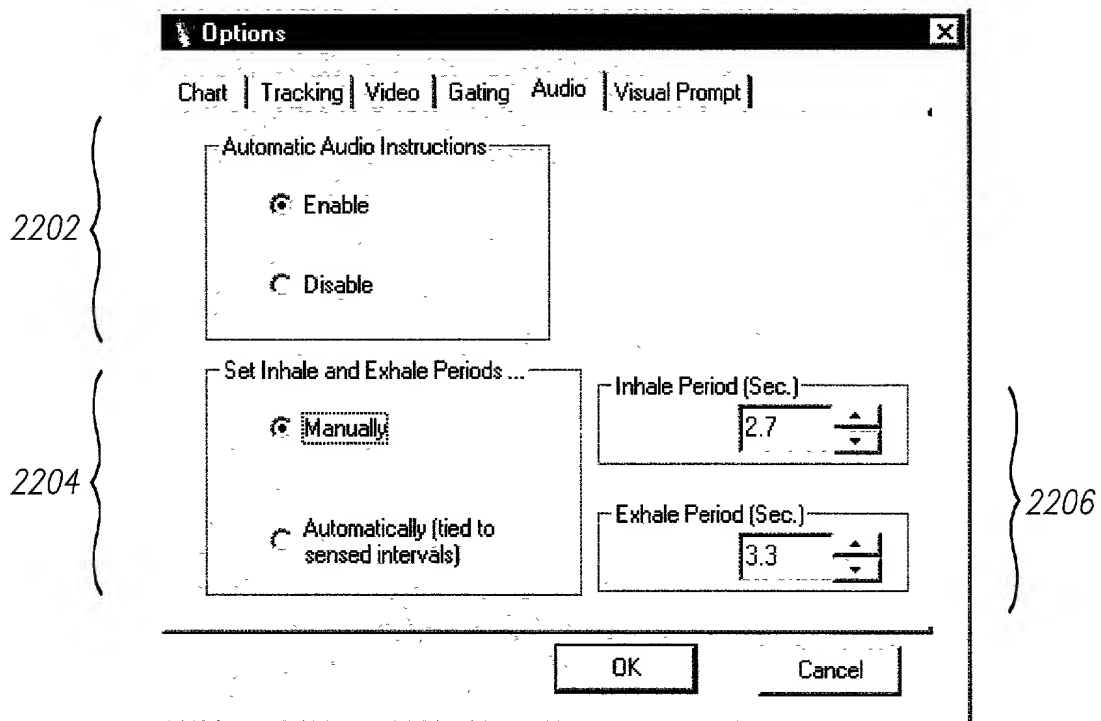 Options
Chart Tracking Video Gating Audio Visual Prompt
Automatic Audio Instructions
2202
Enable
Disable
Set Inhale and Exhale Periods ...
2204
Manually
Automatically (tied to
sensed intervals)
Inhale Period (Sec.)
2.7
Exhale Period (Sec.)
3.3
2206
OK Cancel